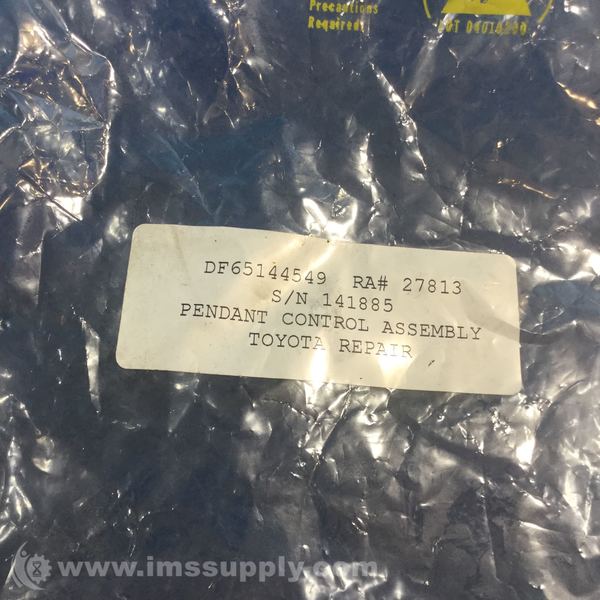 Precautions
Required
DF65144549 RA# 27813
S/N 141885
PENDANT CONTROL ASSEMBLY
TOYOTA REPAIR
www.imssupply.com